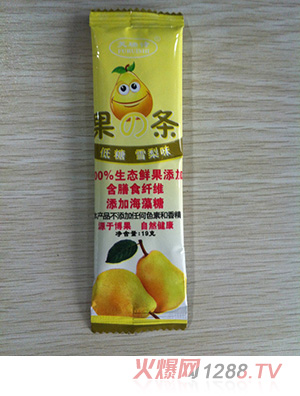 果の条
低糖 雪梨味
100%生态鲜果添加
含膳食纤维
添加海藻糖
本产品不添加任何色素和香精
源于博果 自然健康
净含量:19克
火爆网 1288.TV